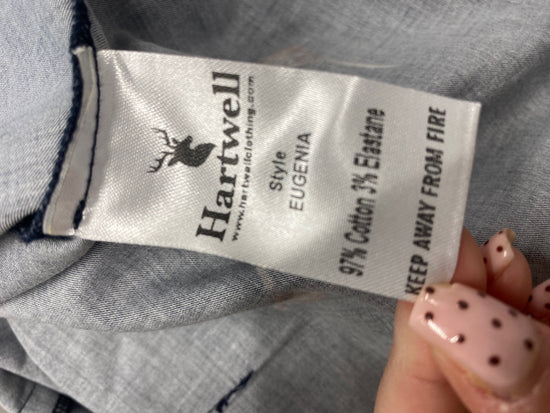 Hartwell
www.hartwellclothing.com
Style
EUGENIA
97% Cotton 3% Elastane
KEEP AWAY FROM FIRE